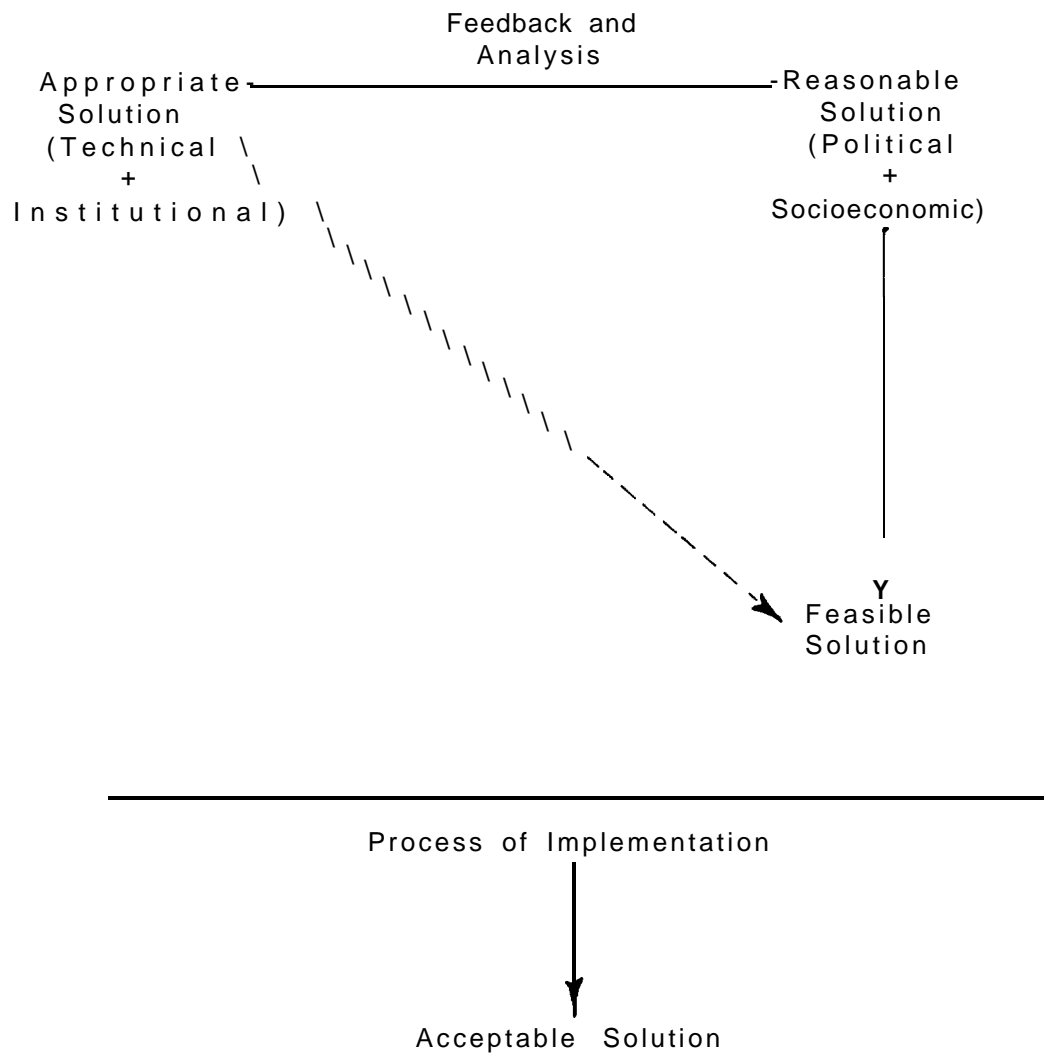 Feedback and
Analysis
Appropriate-
Solution
(Technical
+
Institutional)
-Reasonable
Solution
(Political
+
Socioeconomic)
Y
Feasible
Solution
Process of Implementation
Acceptable Solution